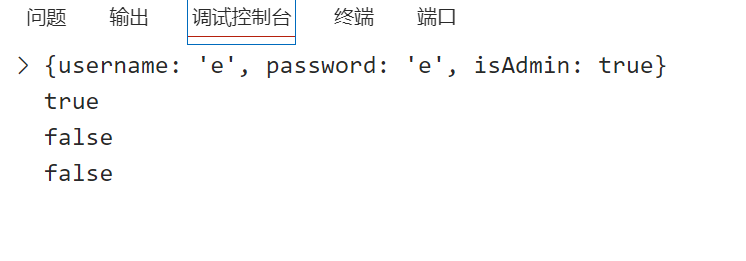 问题 输出 调试控制台 终端 端口
{username: 'e', password: 'e', isAdmin: true}
true
false
false